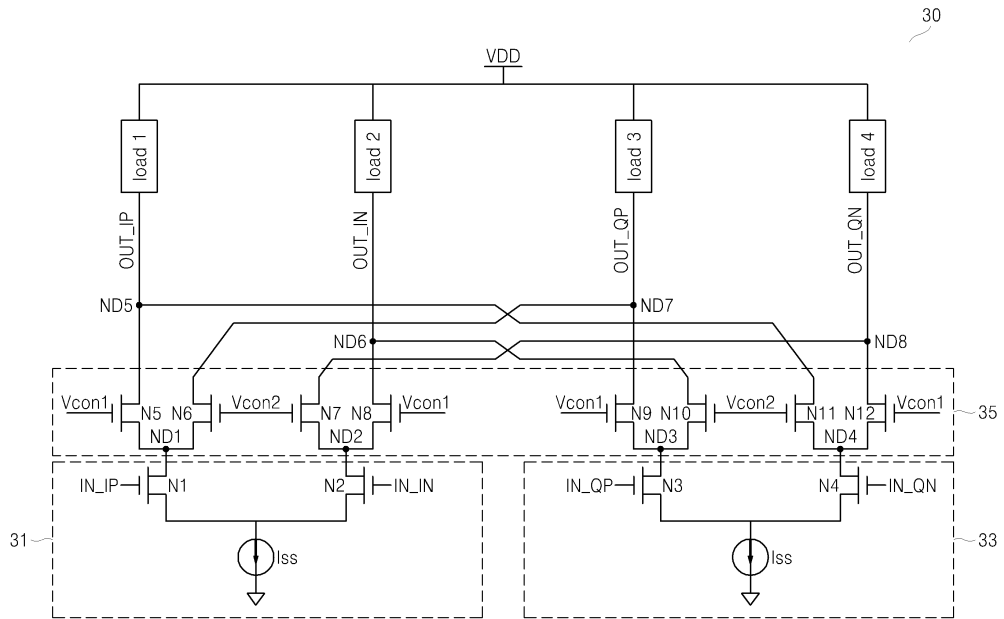 30
VDD
load 1
load 2
load 3
load 4
OUT_IP
OUT_IN
OUT_QP
OUT_QN
ND5
ND7
ND6
ND8
Vcon1
N5
N6
Vcon2
N7
N8
Vcon1
Vcon1
N9
N10
Vcon2
N11
N12
Vcon1
35
ND1
ND2
ND3
ND4
IN_IP
N1
N2
IN_IN
IN_QP
N3
N4
IN_QN
31
Iss
Iss
33